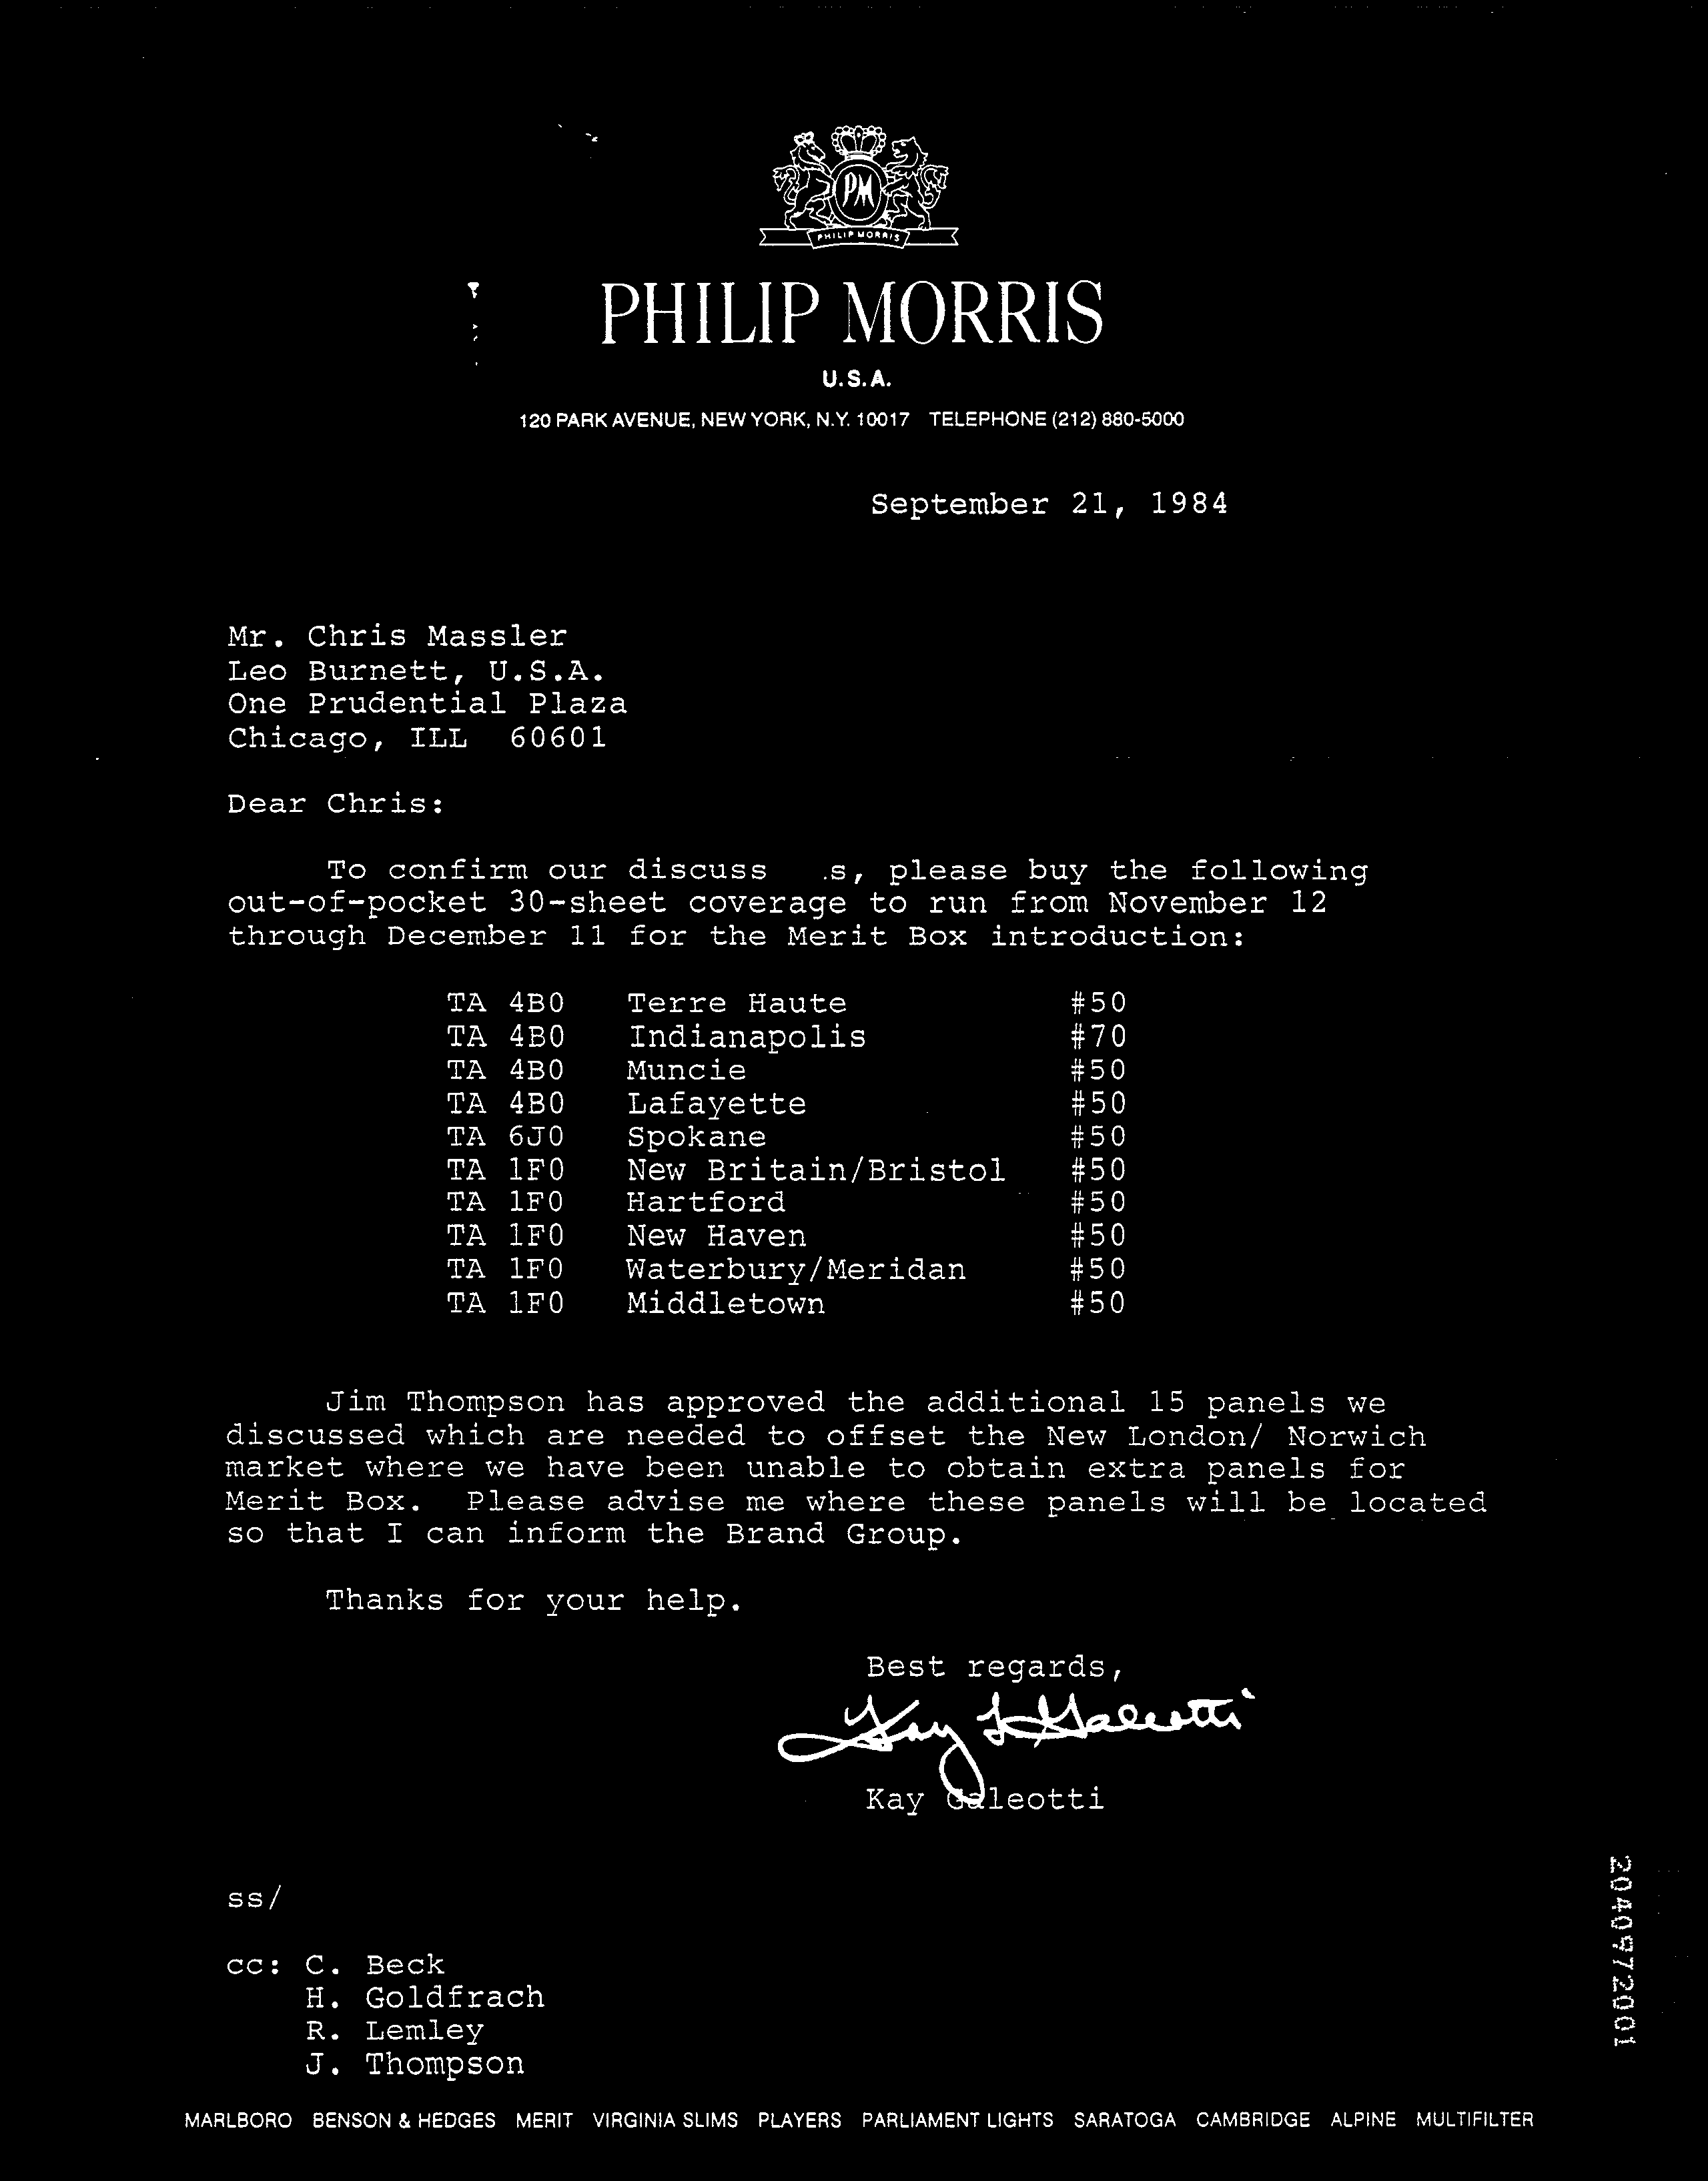 PM
PHILIP MORRIS
PHILIP MORRIS
U.S.A.
120 PARK AVENUE, NEW YORK, N.Y. 10017 TELEPHONE (212) 880-5000
September 21, 1984
Mr. Chris Massler
Leo Burnett, U.S.A.
One Prudential Plaza
Chicago, ILL 60601
Dear Chris:
To confirm our discuss .s, please buy the following
out-of-pocket 30-sheet coverage to run from November 12
through December 11 for the Merit Box introduction:
TA 4B0 Terre Haute #50
TA 4B0 Indianapolis #70
TA 4B0 Muncie #50
TA 4B0 Lafayette #50
TA 6J0 Spokane #50
TA 1F0 New Britain/Bristol #50
TA 1F0 Hartford #50
TA 1F0 New Haven #50
TA 1F0 Waterbury/Meridan #50
TA 1F0 Middletown #50
Jim Thompson has approved the additional 15 panels we
discussed which are needed to offset the New London/ Norwich
market where we have been unable to obtain extra panels for
Merit Box. Please advise me where these panels will be located
so that I can inform the Brand Group.
Thanks for your help.
Best regards,
Kay Galeotti
Kay Galeotti
ss/
cc: C. Beck
H. Goldfrach
R. Lemley
J. Thompson
2040972001
MARLBORO BENSON & HEDGES MERIT VIRGINIA SLIMS PLAYERS PARLIAMENT LIGHTS SARATOGA CAMBRIDGE ALPINE MULTIFILTER